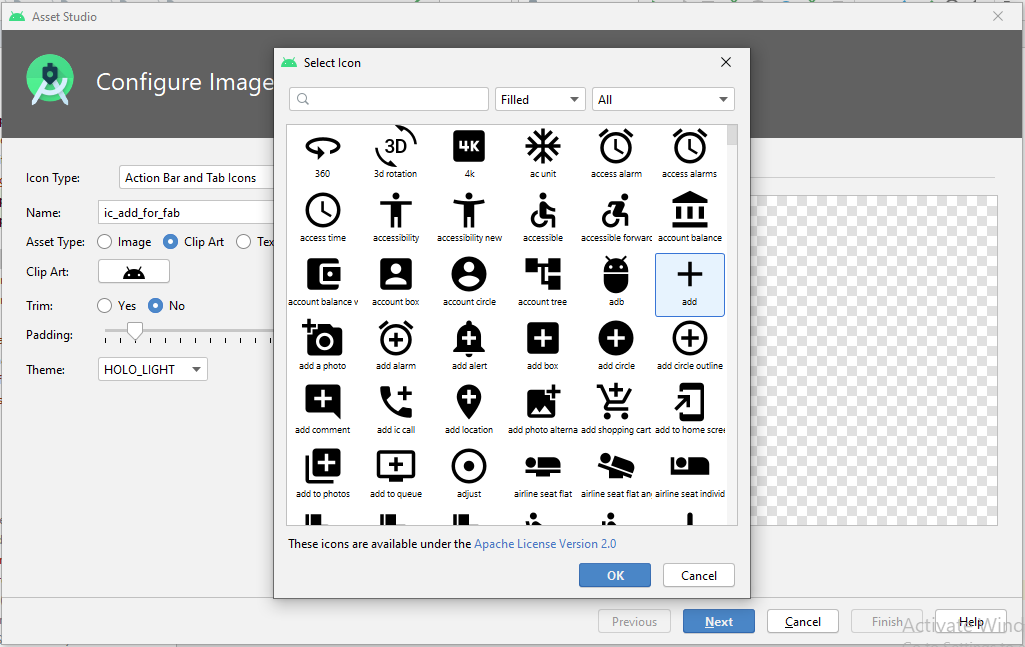 Asset Studio
Configure Image
Select Icon
Filled
All
360
3d rotation
4k
ac unit
access alarm
access alarms
access time
accessibility
accessibility new
accessible
accessible forward
account balance
account balance v
account box
account circle
account tree
adb
add
add a photo
add alarm
add alert
add box
add circle
add circle outline
add comment
add ic call
add location
add photo alterna
add shopping cart
add to home scree
add to photos
add to queue
adjust
airline seat flat
airline seat flat an
airline seat individ
These icons are available under the Apache License Version 2.0
OK
Cancel
Icon Type:
Action Bar and Tab Icons
Name:
ic_add_for_fab
Asset Type:
Image
Clip Art
Tex
Clip Art:
Trim:
Yes
No
Padding:
Theme:
HOLO_LIGHT
Previous
Next
Cancel
Finish
Help
Activate Wind